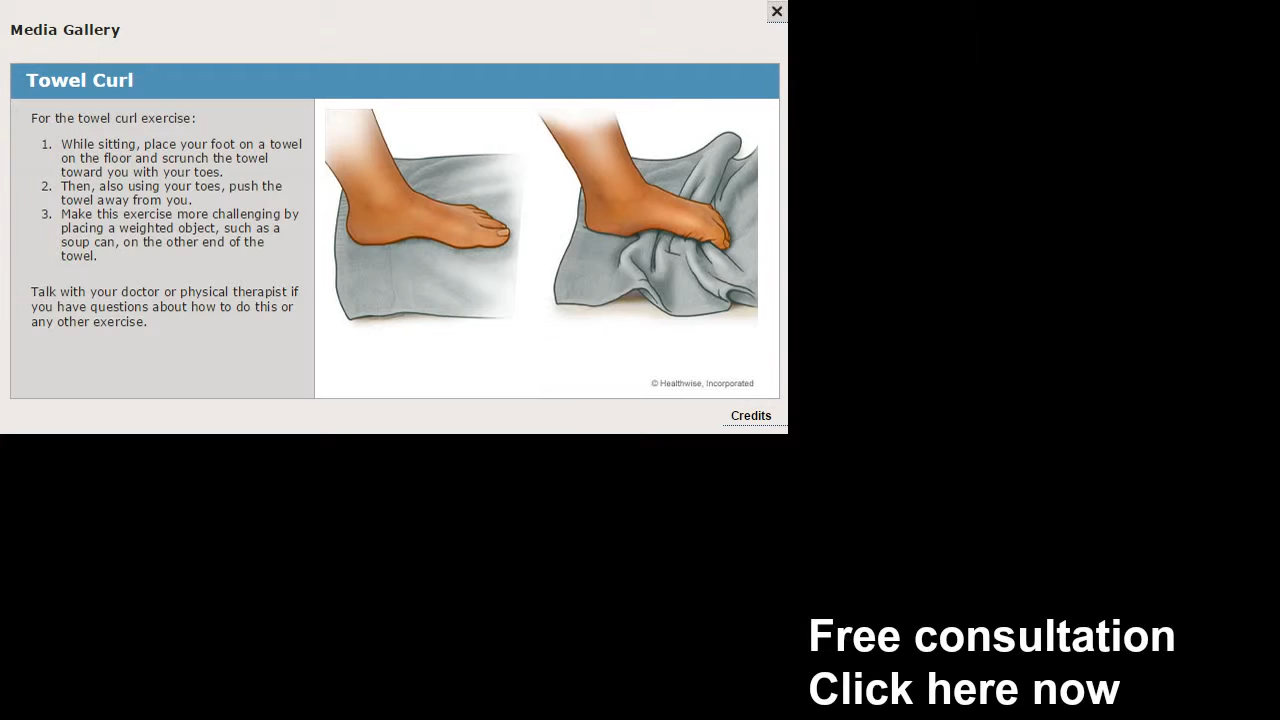 Media Gallery
Towel Curl
For the towel curl exercise:
1. While sitting, place your foot on a towel
on the floor and scrunch the towel
toward you with your toes.
2. Then, also using your toes, push the
towel away from you.
3. Make this exercise more challenging by
placing a weighted object, such as a
soup can, on the other end of the
towel.
Talk with your doctor or physical therapist if
you have questions about how to do this or
any other exercise.
© Healthwise, Incorporated
Credits
Free consultation
Click here now